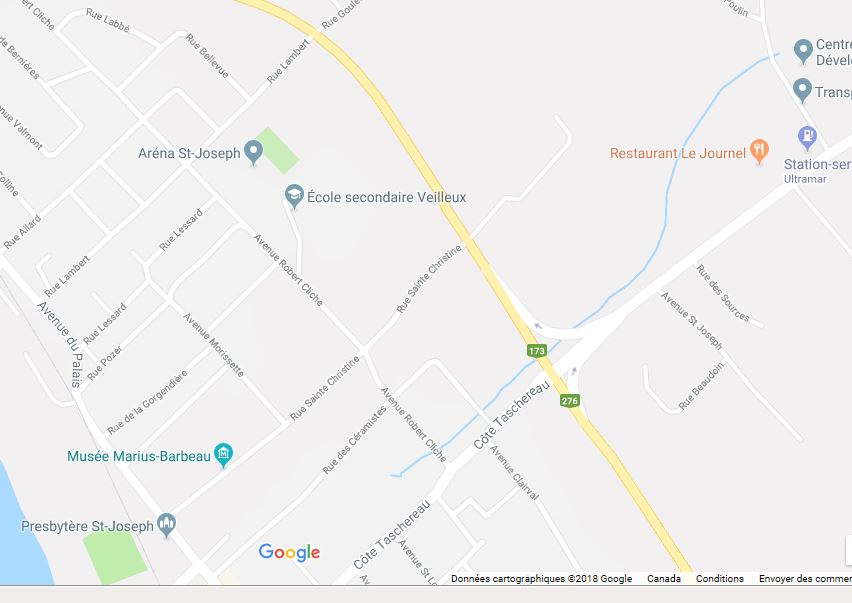 Cliche
Rue Labbé
Rue Goule
Poulin
Rue Bellevue
Rue Lambert
de Bernières
Centre
Dével
Transp
Avenue Valmont
Aréna St-Joseph
Restaurant Le Journel
Station-ser
Ultramar
École secondaire Veilleux
Colline
Rue Allard
Rue Lessard
Avenue Robert Cliche
Rue Sainte Christine
Rue Lambert
Rue des Sources
Avenue St Joseph
Avenue du Palais
Rue Lessard
Rue Pozer
Avenue Morissette
173
276
Rue Beaudoin
Rue de la Gorgendière
Rue Sainte Christine
Avenue Robert Cliche
Côte Taschereau
Rue des Céramistes
Musée Marius-Barbeau
Avenue Clairval
Presbytère St-Joseph
Côte Taschereau
Avenue St Lo
Av
Google
Données cartographiques ©2018 Google Canada Conditions Envoyer des commer